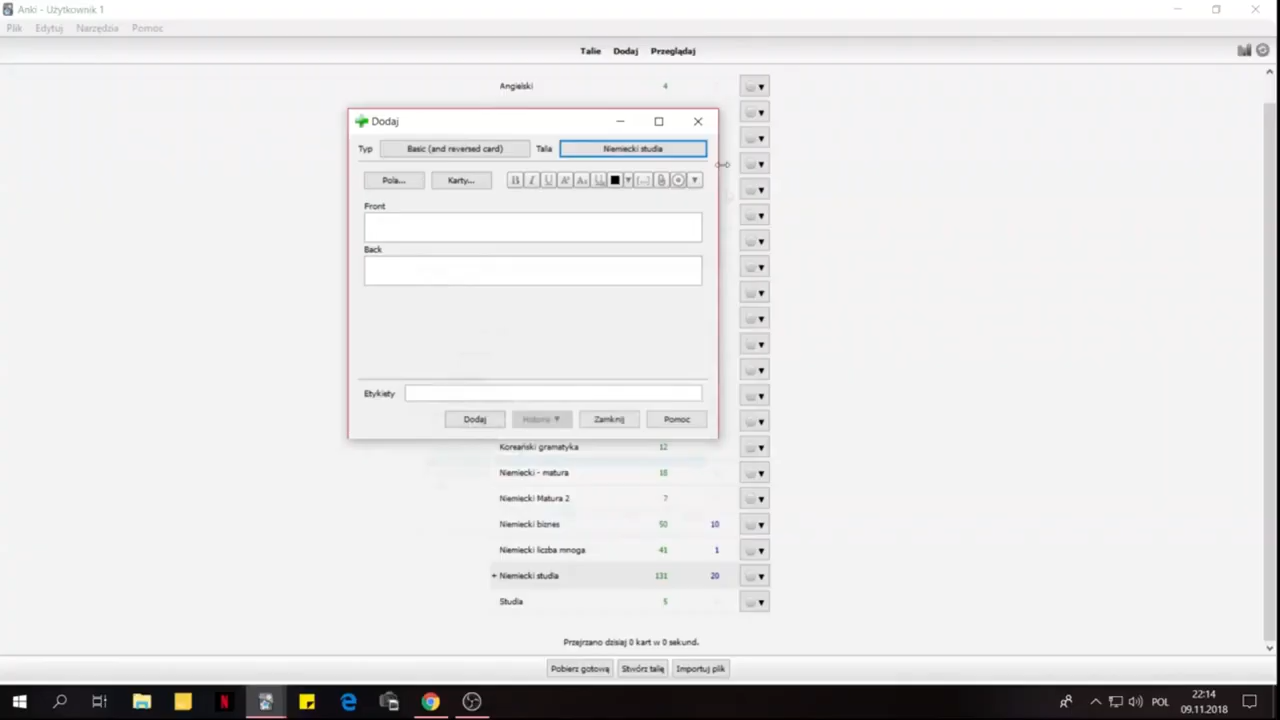 Anki - Użytkownik 1
Plik Edytuj Narzędzia Pomoc
Talie Dodaj Przeglądaj
Angielski 4
Dodaj
Typ Basic (and reversed card) Tala Niemiecki studia
Pola... Karty...
Front
Back
Etykiety
Dodaj Historia ▼ Zamknij Pomoc
Koreański gramatyka 12
Niemiecki - matura 18
Niemiecki Matura 2 7
Niemiecki biznes 50 10
Niemiecki liczba mnoga 41 1
+ Niemiecki studia 131 20
Studia 5
Przejrzano dzisiaj 0 kart w 0 sekund.
Pobierz gotową Stwórz talię Importuj plik
POL
22:14
09.11.2018